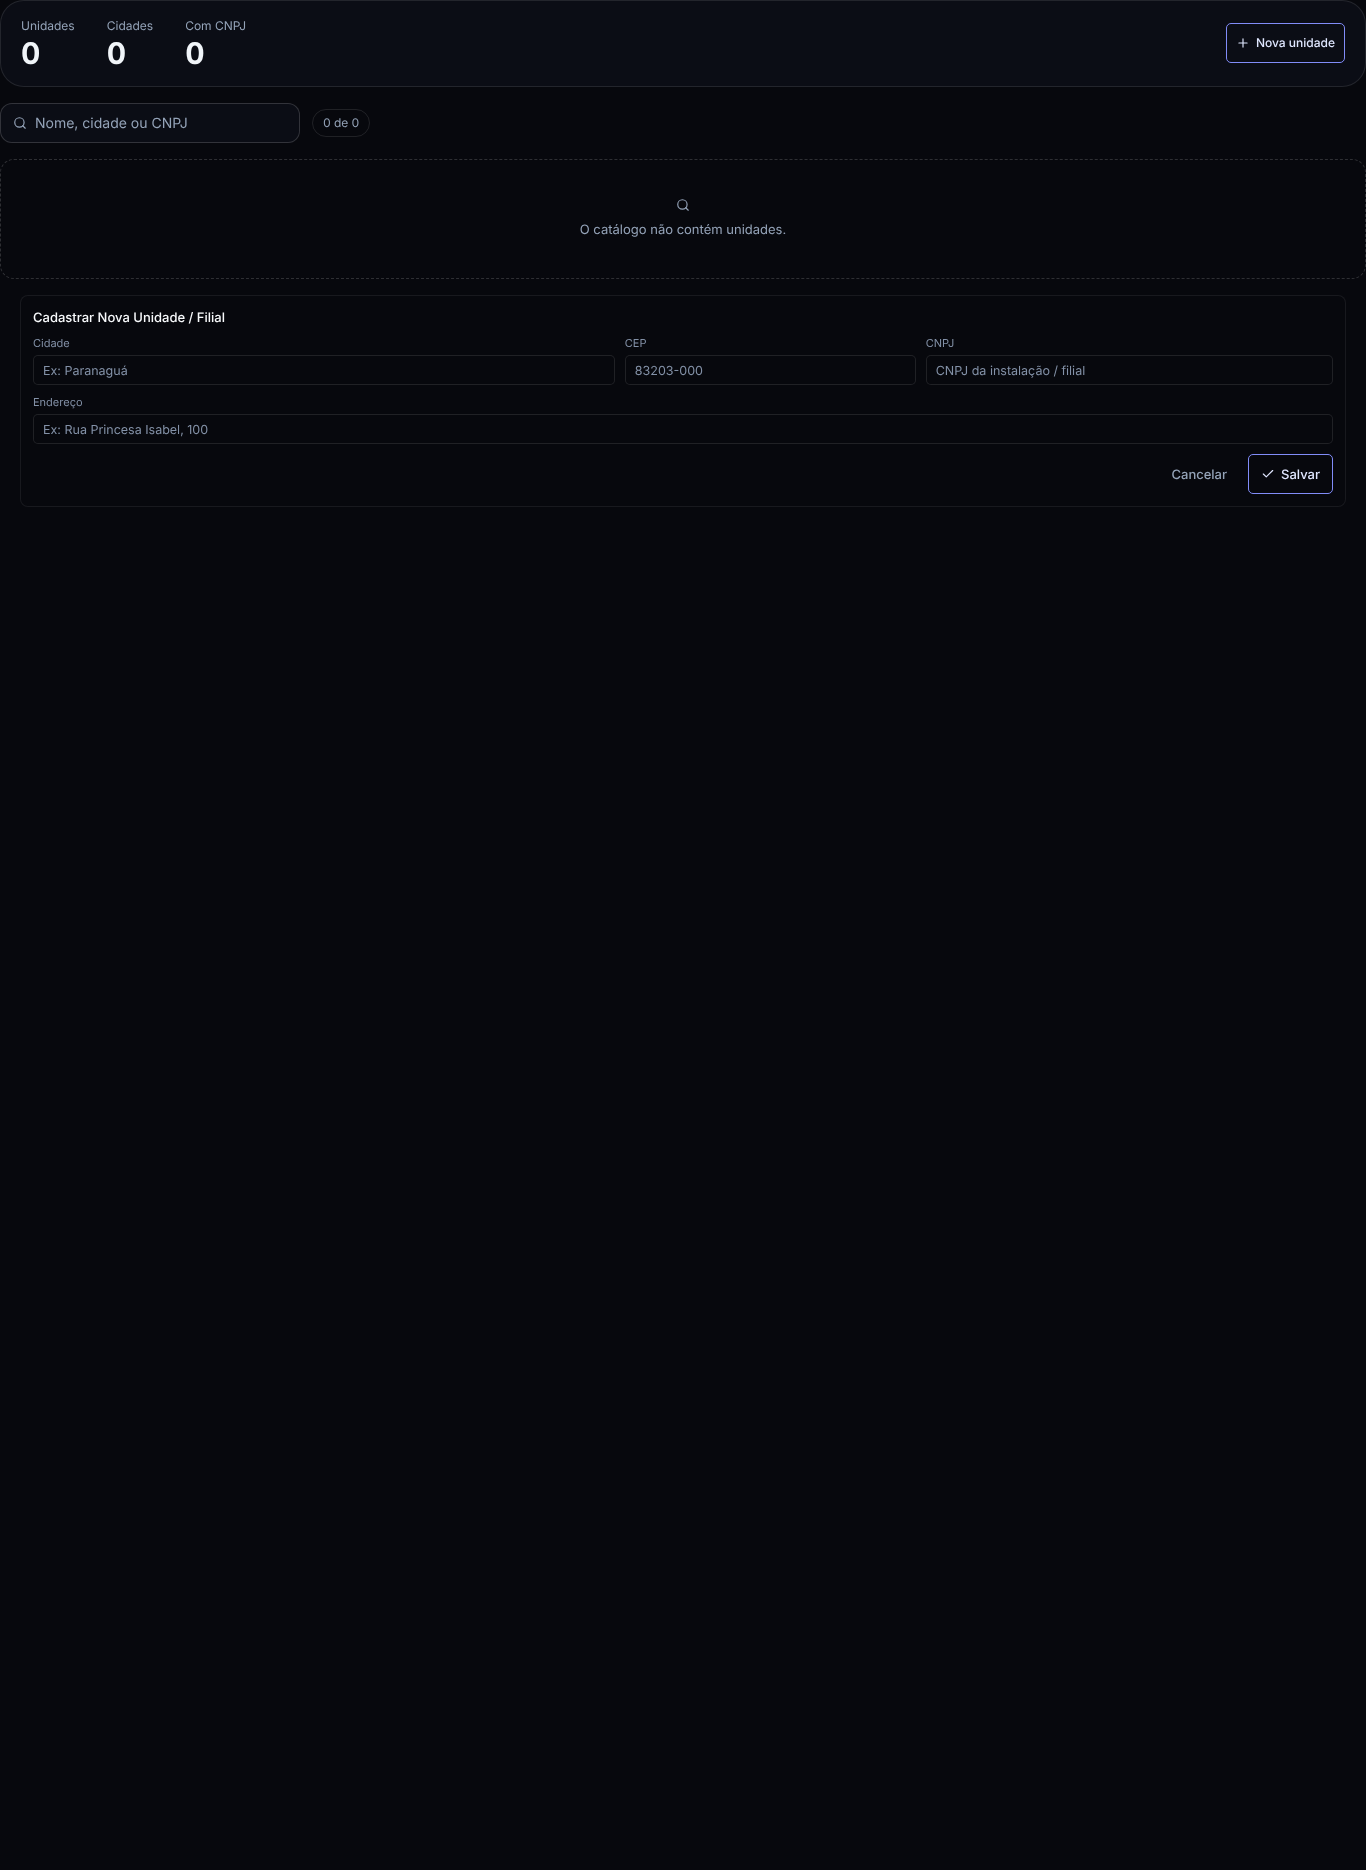 Unidades Cidades Com CNPJ
0 0 0
Nova unidade
Nome, cidade ou CNPJ
0 de 0
O catálogo não contém unidades.
Cadastrar Nova Unidade / Filial
Cidade CEP CNPJ
Ex: Paranaguá 83203-000 CNPJ da instalação / filial
Endereço
Ex: Rua Princesa Isabel, 100
Cancelar Salvar